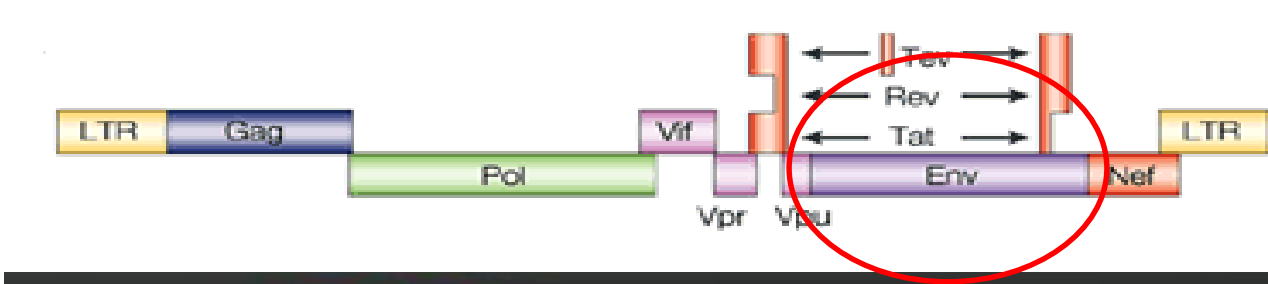 Tev
Rev
LTR Gag Vif Tat LTR
Pol Env Nef
Vpr Vpu